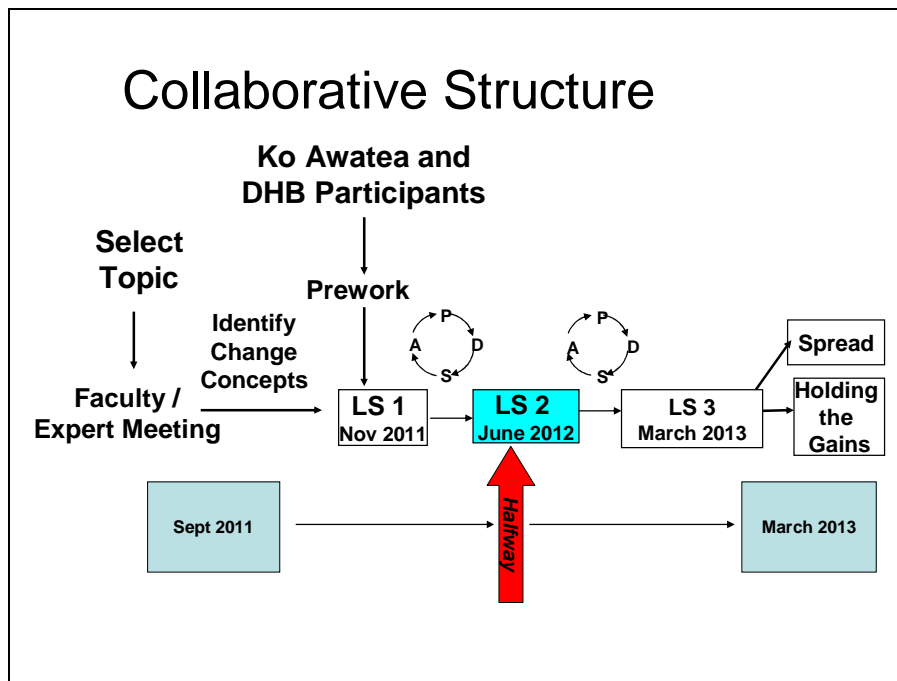 Collaborative Structure
Ko Awatea and
DHB Participants
Select
Topic
Prework
Identify
Change
Concepts
Faculty /
Expert Meeting
P
D
S
A
P
D
S
A
LS 1
Nov 2011
LS 2
June 2012
LS 3
March 2013
Spread
Holding
the
Gains
Sept 2011
Halfway
March 2013